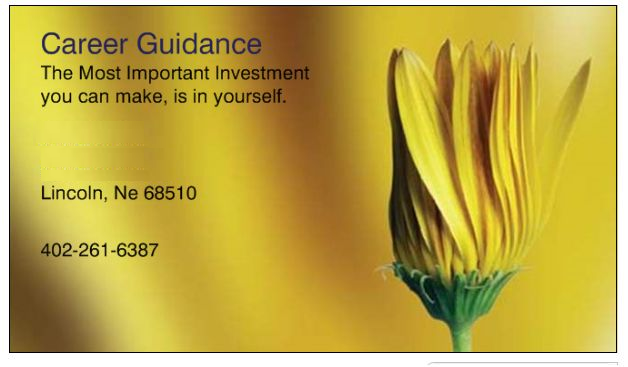 Career Guidance
The Most Important Investment
you can make, is in yourself.
Lincoln, Ne 68510
402-261-6387